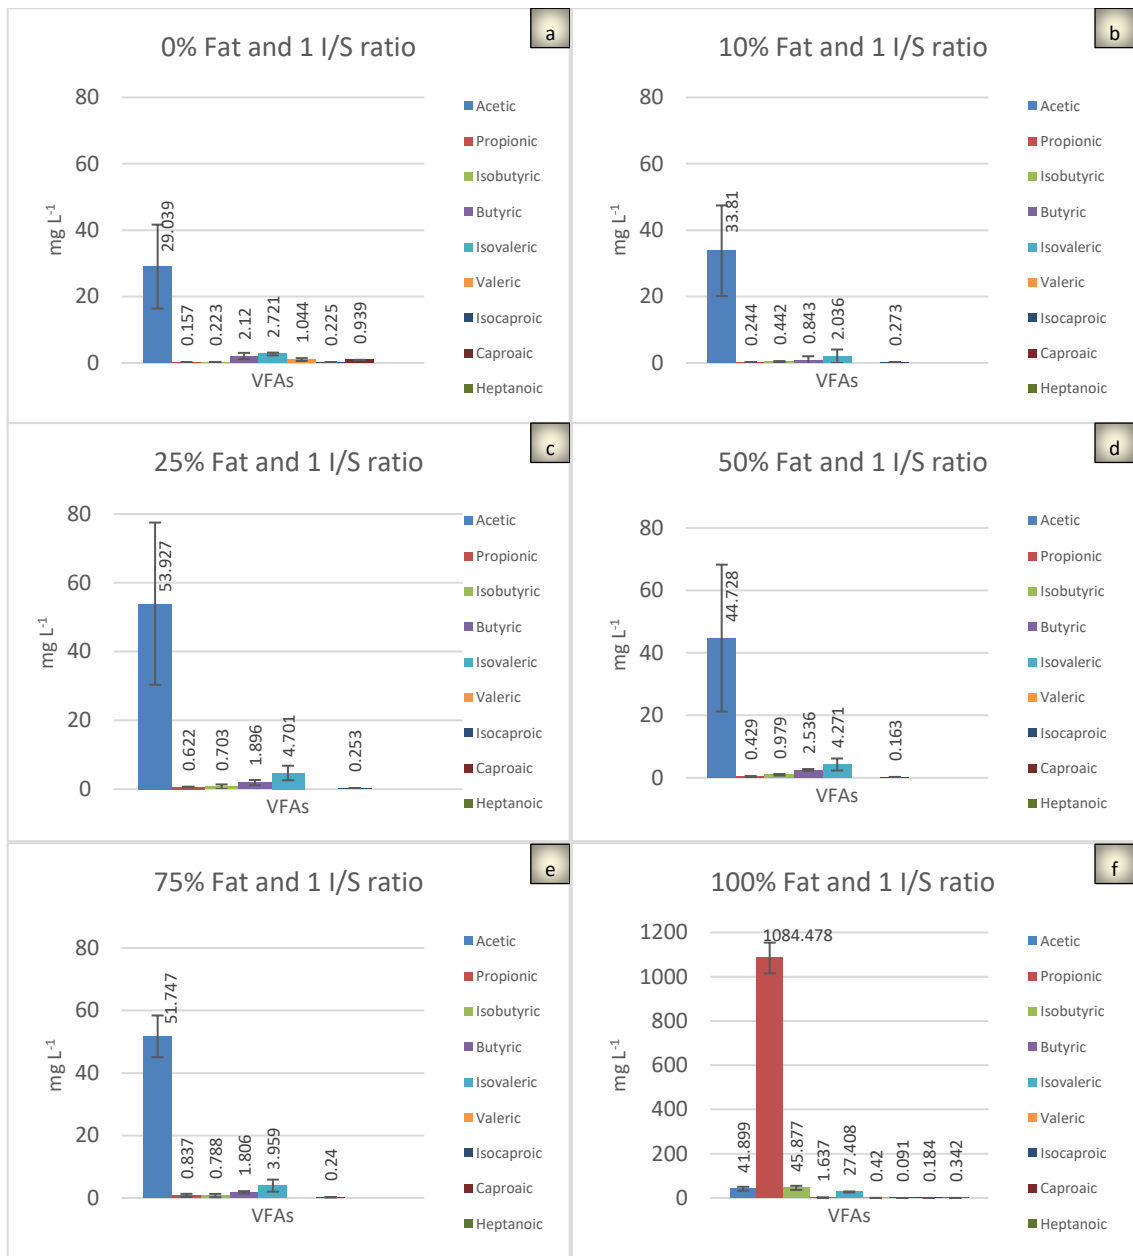 a
0% Fat and 1 I/S ratio
80
60
40
20
0
mg L⁻¹
29.039
0.157
0.223
2.12
2.721
1.044
0.225
0.939
VFAs
Acetic
Propionic
Isobutyric
Butyric
Isovaleric
Valeric
Isocaproic
Caproaic
Heptanoic
b
10% Fat and 1 I/S ratio
80
60
40
20
0
mg L⁻¹
33.81
0.244
0.442
0.843
2.036
0.273
VFAs
Acetic
Propionic
Isobutyric
Butyric
Isovaleric
Valeric
Isocaproic
Caproaic
Heptanoic
c
25% Fat and 1 I/S ratio
80
60
40
20
0
mg L⁻¹
53.927
0.622
0.703
1.896
4.701
0.253
VFAs
Acetic
Propionic
Isobutyric
Butyric
Isovaleric
Valeric
Isocaproic
Caproaic
Heptanoic
d
50% Fat and 1 I/S ratio
80
60
40
20
0
mg L⁻¹
44.728
0.429
0.979
2.536
4.271
0.163
VFAs
Acetic
Propionic
Isobutyric
Butyric
Isovaleric
Valeric
Isocaproic
Caproaic
Heptanoic
e
75% Fat and 1 I/S ratio
80
60
40
20
0
mg L⁻¹
51.747
0.837
0.788
1.806
3.959
0.24
VFAs
Acetic
Propionic
Isobutyric
Butyric
Isovaleric
Valeric
Isocaproic
Caproaic
Heptanoic
f
100% Fat and 1 I/S ratio
1200
1000
800
600
400
200
0
mg L⁻¹
41.899
1084.478
45.877
1.637
27.408
0.42
0.091
0.184
0.342
VFAs
Acetic
Propionic
Isobutyric
Butyric
Isovaleric
Valeric
Isocaproic
Caproaic
Heptanoic